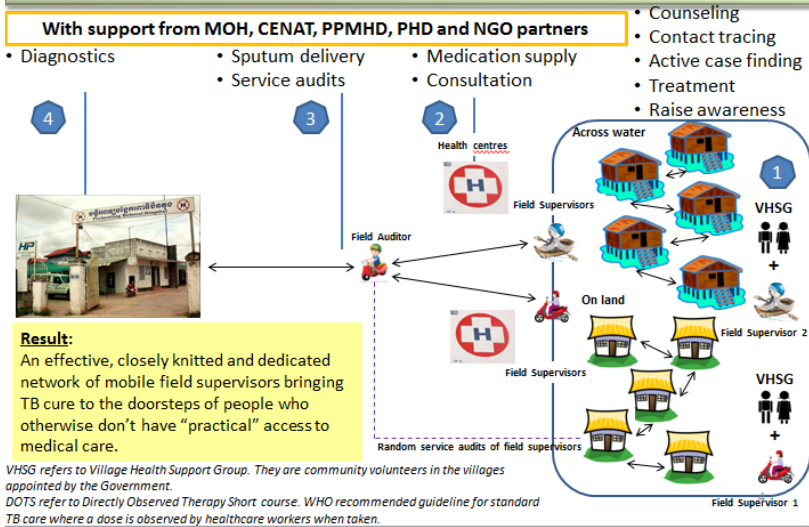 With support from MOH, CENAT, PPMHD, PHD and NGO partners
• Counseling
• Contact tracing
• Active case finding
• Treatment
• Raise awareness
• Diagnostics
• Sputum delivery
• Service audits
• Medication supply
• Consultation
4
3
2
1
Health centres
H
Across water
Field Supervisors
VHSG
+
Field Supervisor 2
Field Auditor
HP
On land
H
Field Supervisors
VHSG
+
Field Supervisor 1
Random service audits of field supervisors
Result:
An effective, closely knitted and dedicated
network of mobile field supervisors bringing
TB cure to the doorsteps of people who
otherwise don't have “practical” access to
medical care.
VHSG refers to Village Health Support Group. They are community volunteers in the villages
appointed by the Government.
DOTS refer to Directly Observed Therapy Short course. WHO recommended guideline for standard
TB care where a dose is observed by healthcare workers when taken.